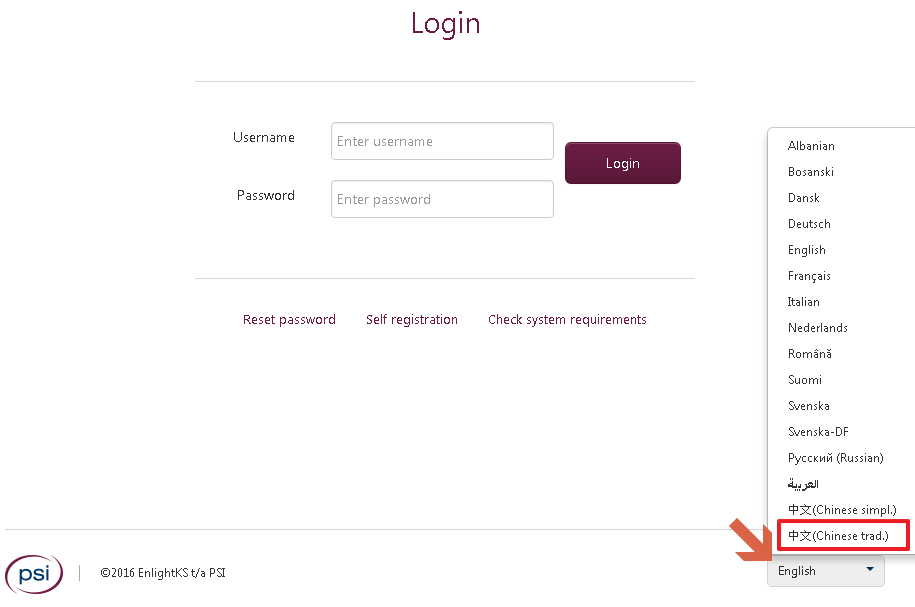 Login
Username
Enter username
Login
Password
Enter password
Reset password Self registration Check system requirements
Albanian
Bosanski
Dansk
Deutsch
English
Français
Italian
Nederlands
Română
Suomi
Svenska
Svenska-DF
Русский (Russian)
العربية
中文(Chinese simpl.)
中文(Chinese trad.)
English
psi
©2016 EnlightKS t/a PSI